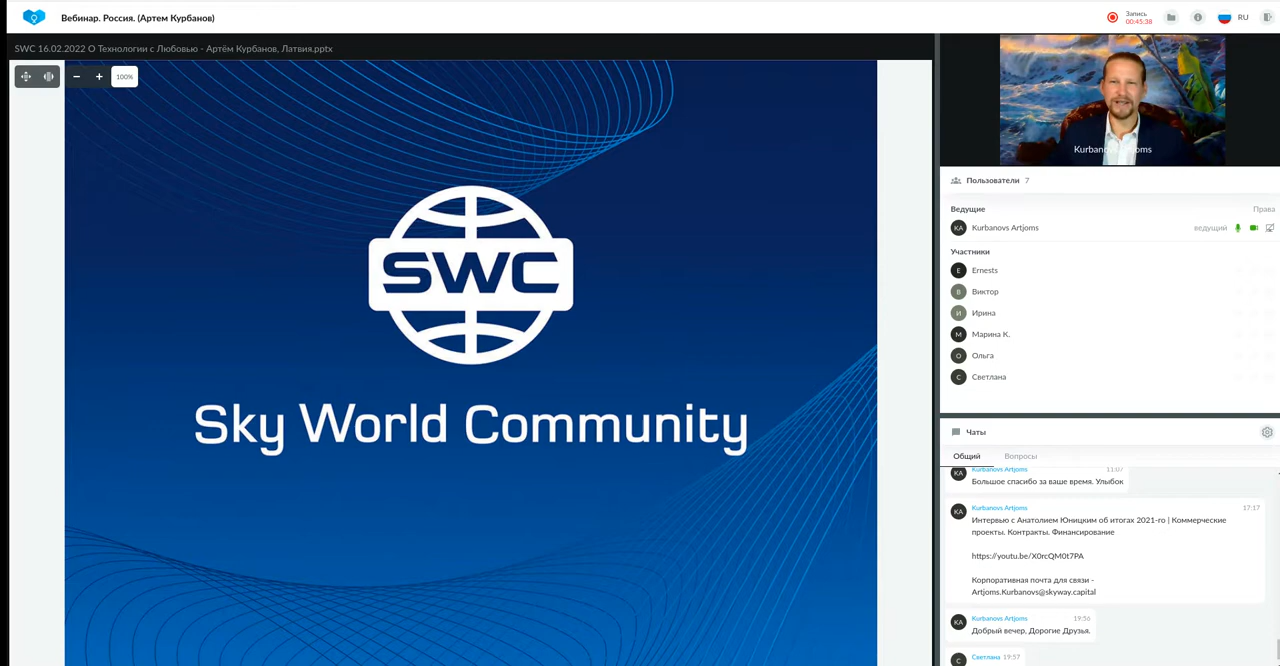 Вебинар. Россия. (Артем Курбанов)
Запись
00:45:38
RU
SWC 16.02.2022 О Технологии с Любовью - Артём Курбанов, Латвия.pptx
100%
SWC
Sky World Community
Kurbanovs Artjoms
Пользователи 7
Ведущие Права
KA Kurbanovs Artjoms ведущий
Участники
E Ernests
В Виктор
И Ирина
М Марина К.
О Ольга
С Светлана
Чаты
Общий Вопросы
KA Kurbanovs Artjoms 11:07
Большое спасибо за ваше время. Улыбок
KA Kurbanovs Artjoms 17:17
Интервью с Анатолием Юницким об итогах 2021-го | Коммерческие
проекты. Контракты. Финансирование
https://youtu.be/X0rcQM0t7PA
Корпоративная почта для связи -
Artjoms.Kurbanovs@skyway.capital
KA Kurbanovs Artjoms 19:56
Добрый вечер, Дорогие Друзья.
С Светлана 19:57